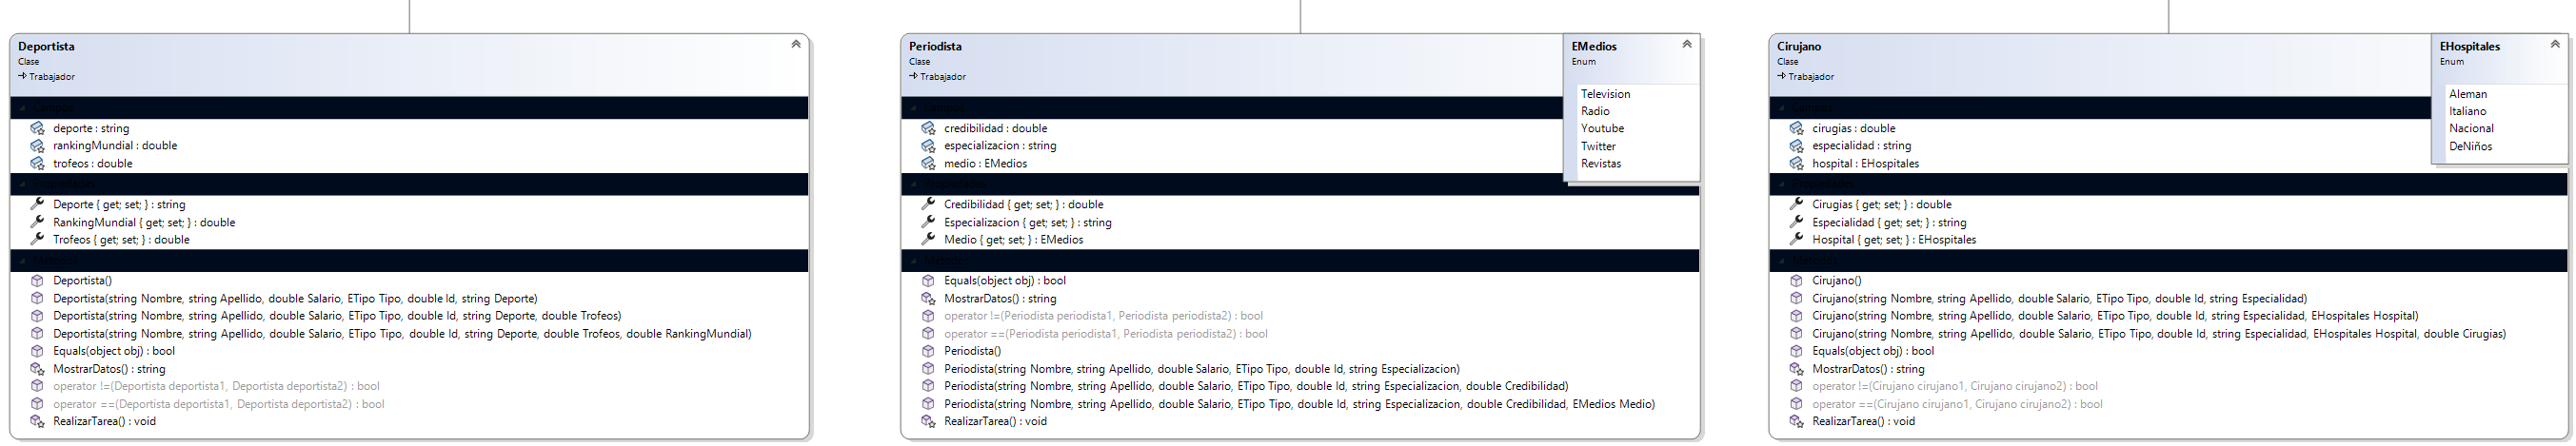 Deportista
Clase
Trabajador
Campos
deporte : string
rankingMundial : double
trofeos : double
Propiedades
Deporte { get; set; } : string
RankingMundial { get; set; } : double
Trofeos { get; set; } : double
Métodos
Deportista()
Deportista(string Nombre, string Apellido, double Salario, ETipo Tipo, double Id, string Deporte)
Deportista(string Nombre, string Apellido, double Salario, ETipo Tipo, double Id, string Deporte, double Trofeos)
Deportista(string Nombre, string Apellido, double Salario, ETipo Tipo, double Id, string Deporte, double Trofeos, double RankingMundial)
Equals(object obj) : bool
MostrarDatos() : string
operator !=(Deportista deportista1, Deportista deportista2) : bool
operator ==(Deportista deportista1, Deportista deportista2) : bool
RealizarTarea() : void
Periodista
Clase
Trabajador
Campos
credibilidad : double
especializacion : string
medio : EMedios
Propiedades
Credibilidad { get; set; } : double
Especializacion { get; set; } : string
Medio { get; set; } : EMedios
Métodos
Equals(object obj) : bool
MostrarDatos() : string
operator !=(Periodista periodista1, Periodista periodista2) : bool
operator ==(Periodista periodista1, Periodista periodista2) : bool
Periodista()
Periodista(string Nombre, string Apellido, double Salario, ETipo Tipo, double Id, string Especializacion)
Periodista(string Nombre, string Apellido, double Salario, ETipo Tipo, double Id, string Especializacion, double Credibilidad)
Periodista(string Nombre, string Apellido, double Salario, ETipo Tipo, double Id, string Especializacion, double Credibilidad, EMedios Medio)
RealizarTarea() : void
EMedios
Enum
Television
Radio
Youtube
Twitter
Revistas
Cirujano
Clase
Trabajador
Campos
cirugias : double
especialidad : string
hospital : EHospitales
Propiedades
Cirugias { get; set; } : double
Especialidad { get; set; } : string
Hospital { get; set; } : EHospitales
Métodos
Cirujano()
Cirujano(string Nombre, string Apellido, double Salario, ETipo Tipo, double Id, string Especialidad)
Cirujano(string Nombre, string Apellido, double Salario, ETipo Tipo, double Id, string Especialidad, EHospitales Hospital)
Cirujano(string Nombre, string Apellido, double Salario, ETipo Tipo, double Id, string Especialidad, EHospitales Hospital, double Cirugias)
Equals(object obj) : bool
MostrarDatos() : string
operator !=(Cirujano cirujano1, Cirujano cirujano2) : bool
operator ==(Cirujano cirujano1, Cirujano cirujano2) : bool
RealizarTarea() : void
EHospitales
Enum
Aleman
Italiano
Nacional
DeNiños